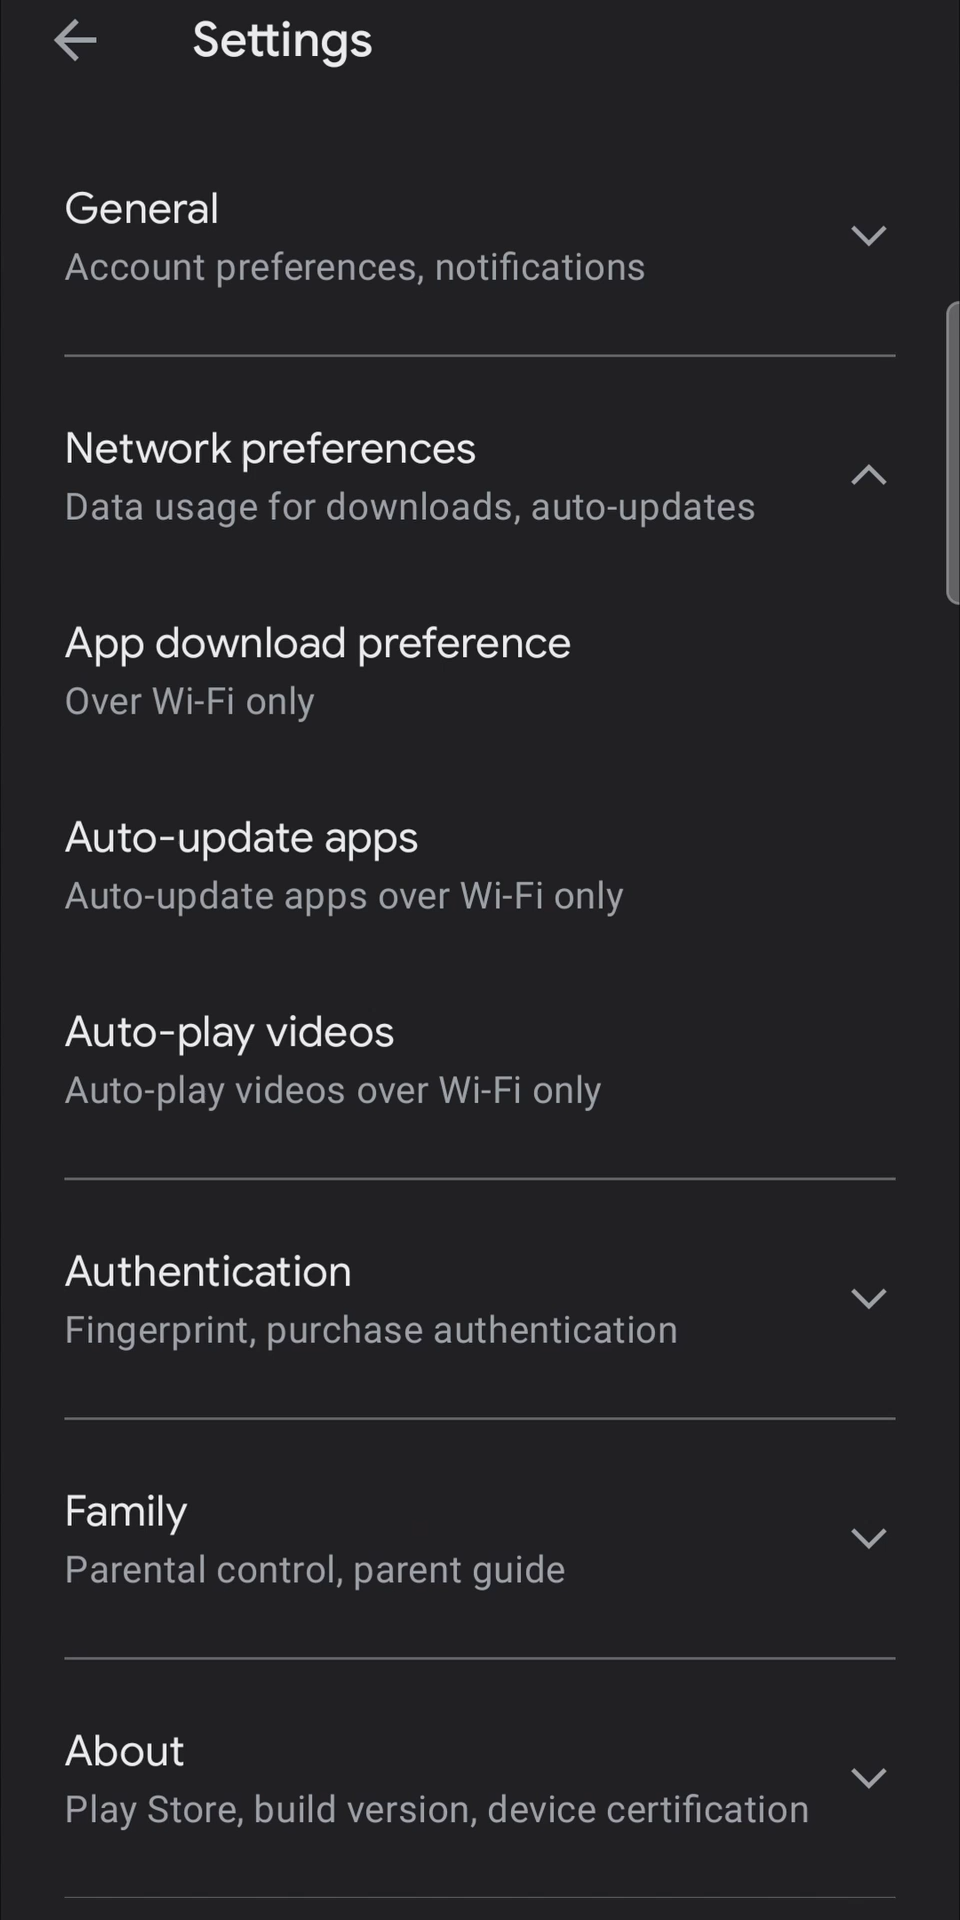 Settings
General
Account preferences, notifications
Network preferences
Data usage for downloads, auto-updates
App download preference
Over Wi-Fi only
Auto-update apps
Auto-update apps over Wi-Fi only
Auto-play videos
Auto-play videos over Wi-Fi only
Authentication
Fingerprint, purchase authentication
Family
Parental control, parent guide
About
Play Store, build version, device certification